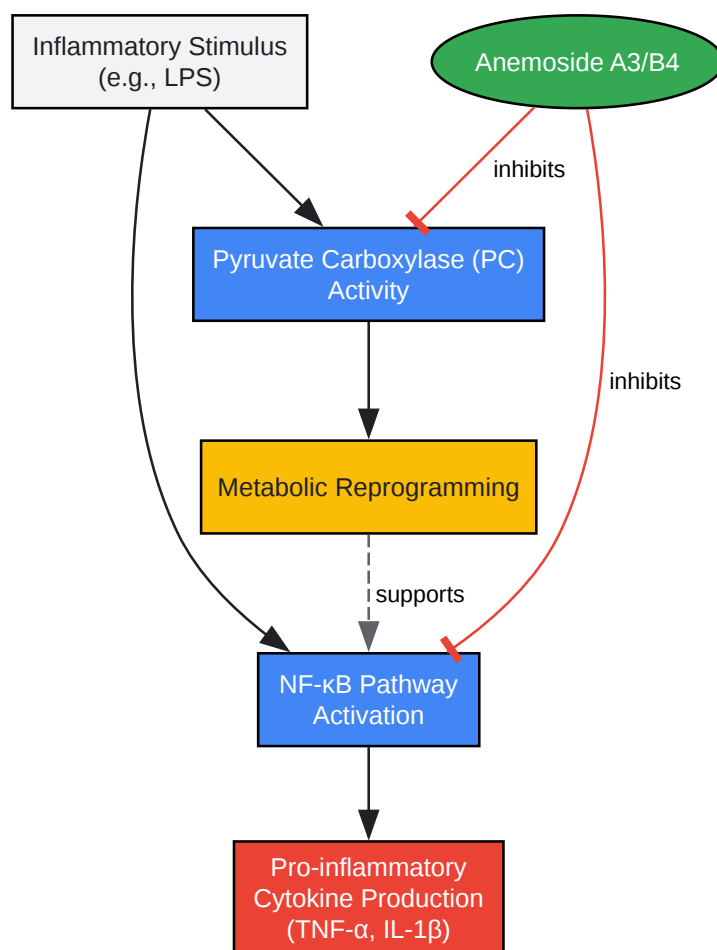 Inflammatory Stimulus
(e.g., LPS)
Anemoside A3/B4
inhibits
Pyruvate Carboxylase (PC)
Activity
inhibits
Metabolic Reprogramming
supports
NF-κB Pathway
Activation
Pro-inflammatory
Cytokine Production
(TNF-α, IL-1β)